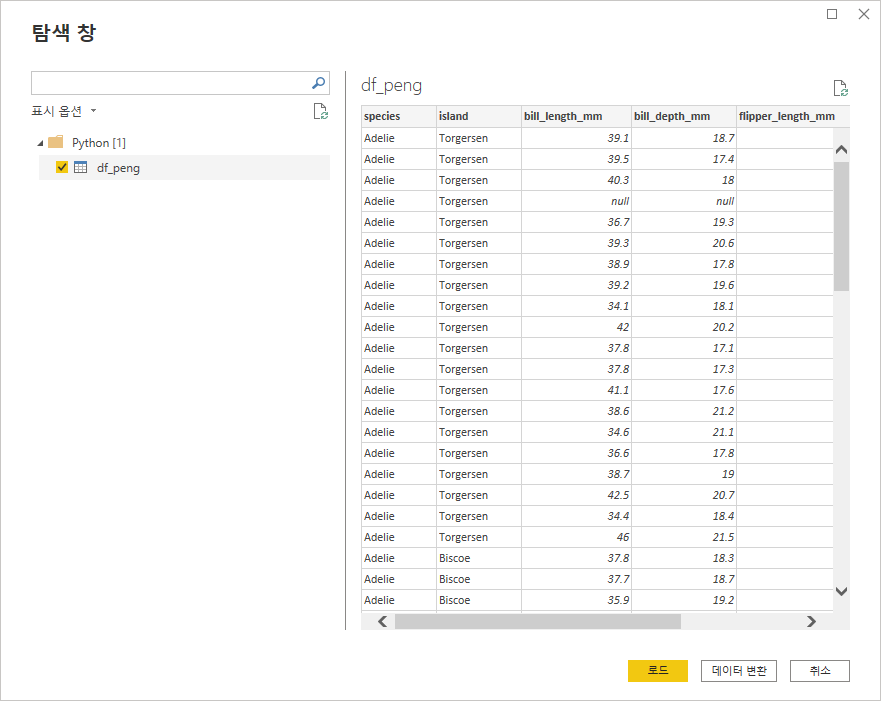 탐색 창
표시 옵션
Python [1]
df_peng
df_peng
species island bill_length_mm bill_depth_mm flipper_length_mm
Adelie Torgersen 39.1 18.7
Adelie Torgersen 39.5 17.4
Adelie Torgersen 40.3 18
Adelie Torgersen null null
Adelie Torgersen 36.7 19.3
Adelie Torgersen 39.3 20.6
Adelie Torgersen 38.9 17.8
Adelie Torgersen 39.2 19.6
Adelie Torgersen 34.1 18.1
Adelie Torgersen 42 20.2
Adelie Torgersen 37.8 17.1
Adelie Torgersen 37.8 17.3
Adelie Torgersen 41.1 17.6
Adelie Torgersen 38.6 21.2
Adelie Torgersen 34.6 21.1
Adelie Torgersen 36.6 17.8
Adelie Torgersen 38.7 19
Adelie Torgersen 42.5 20.7
Adelie Torgersen 34.4 18.4
Adelie Torgersen 46 21.5
Adelie Biscoe 37.8 18.3
Adelie Biscoe 37.7 18.7
Adelie Biscoe 35.9 19.2
로드 데이터 변환 취소